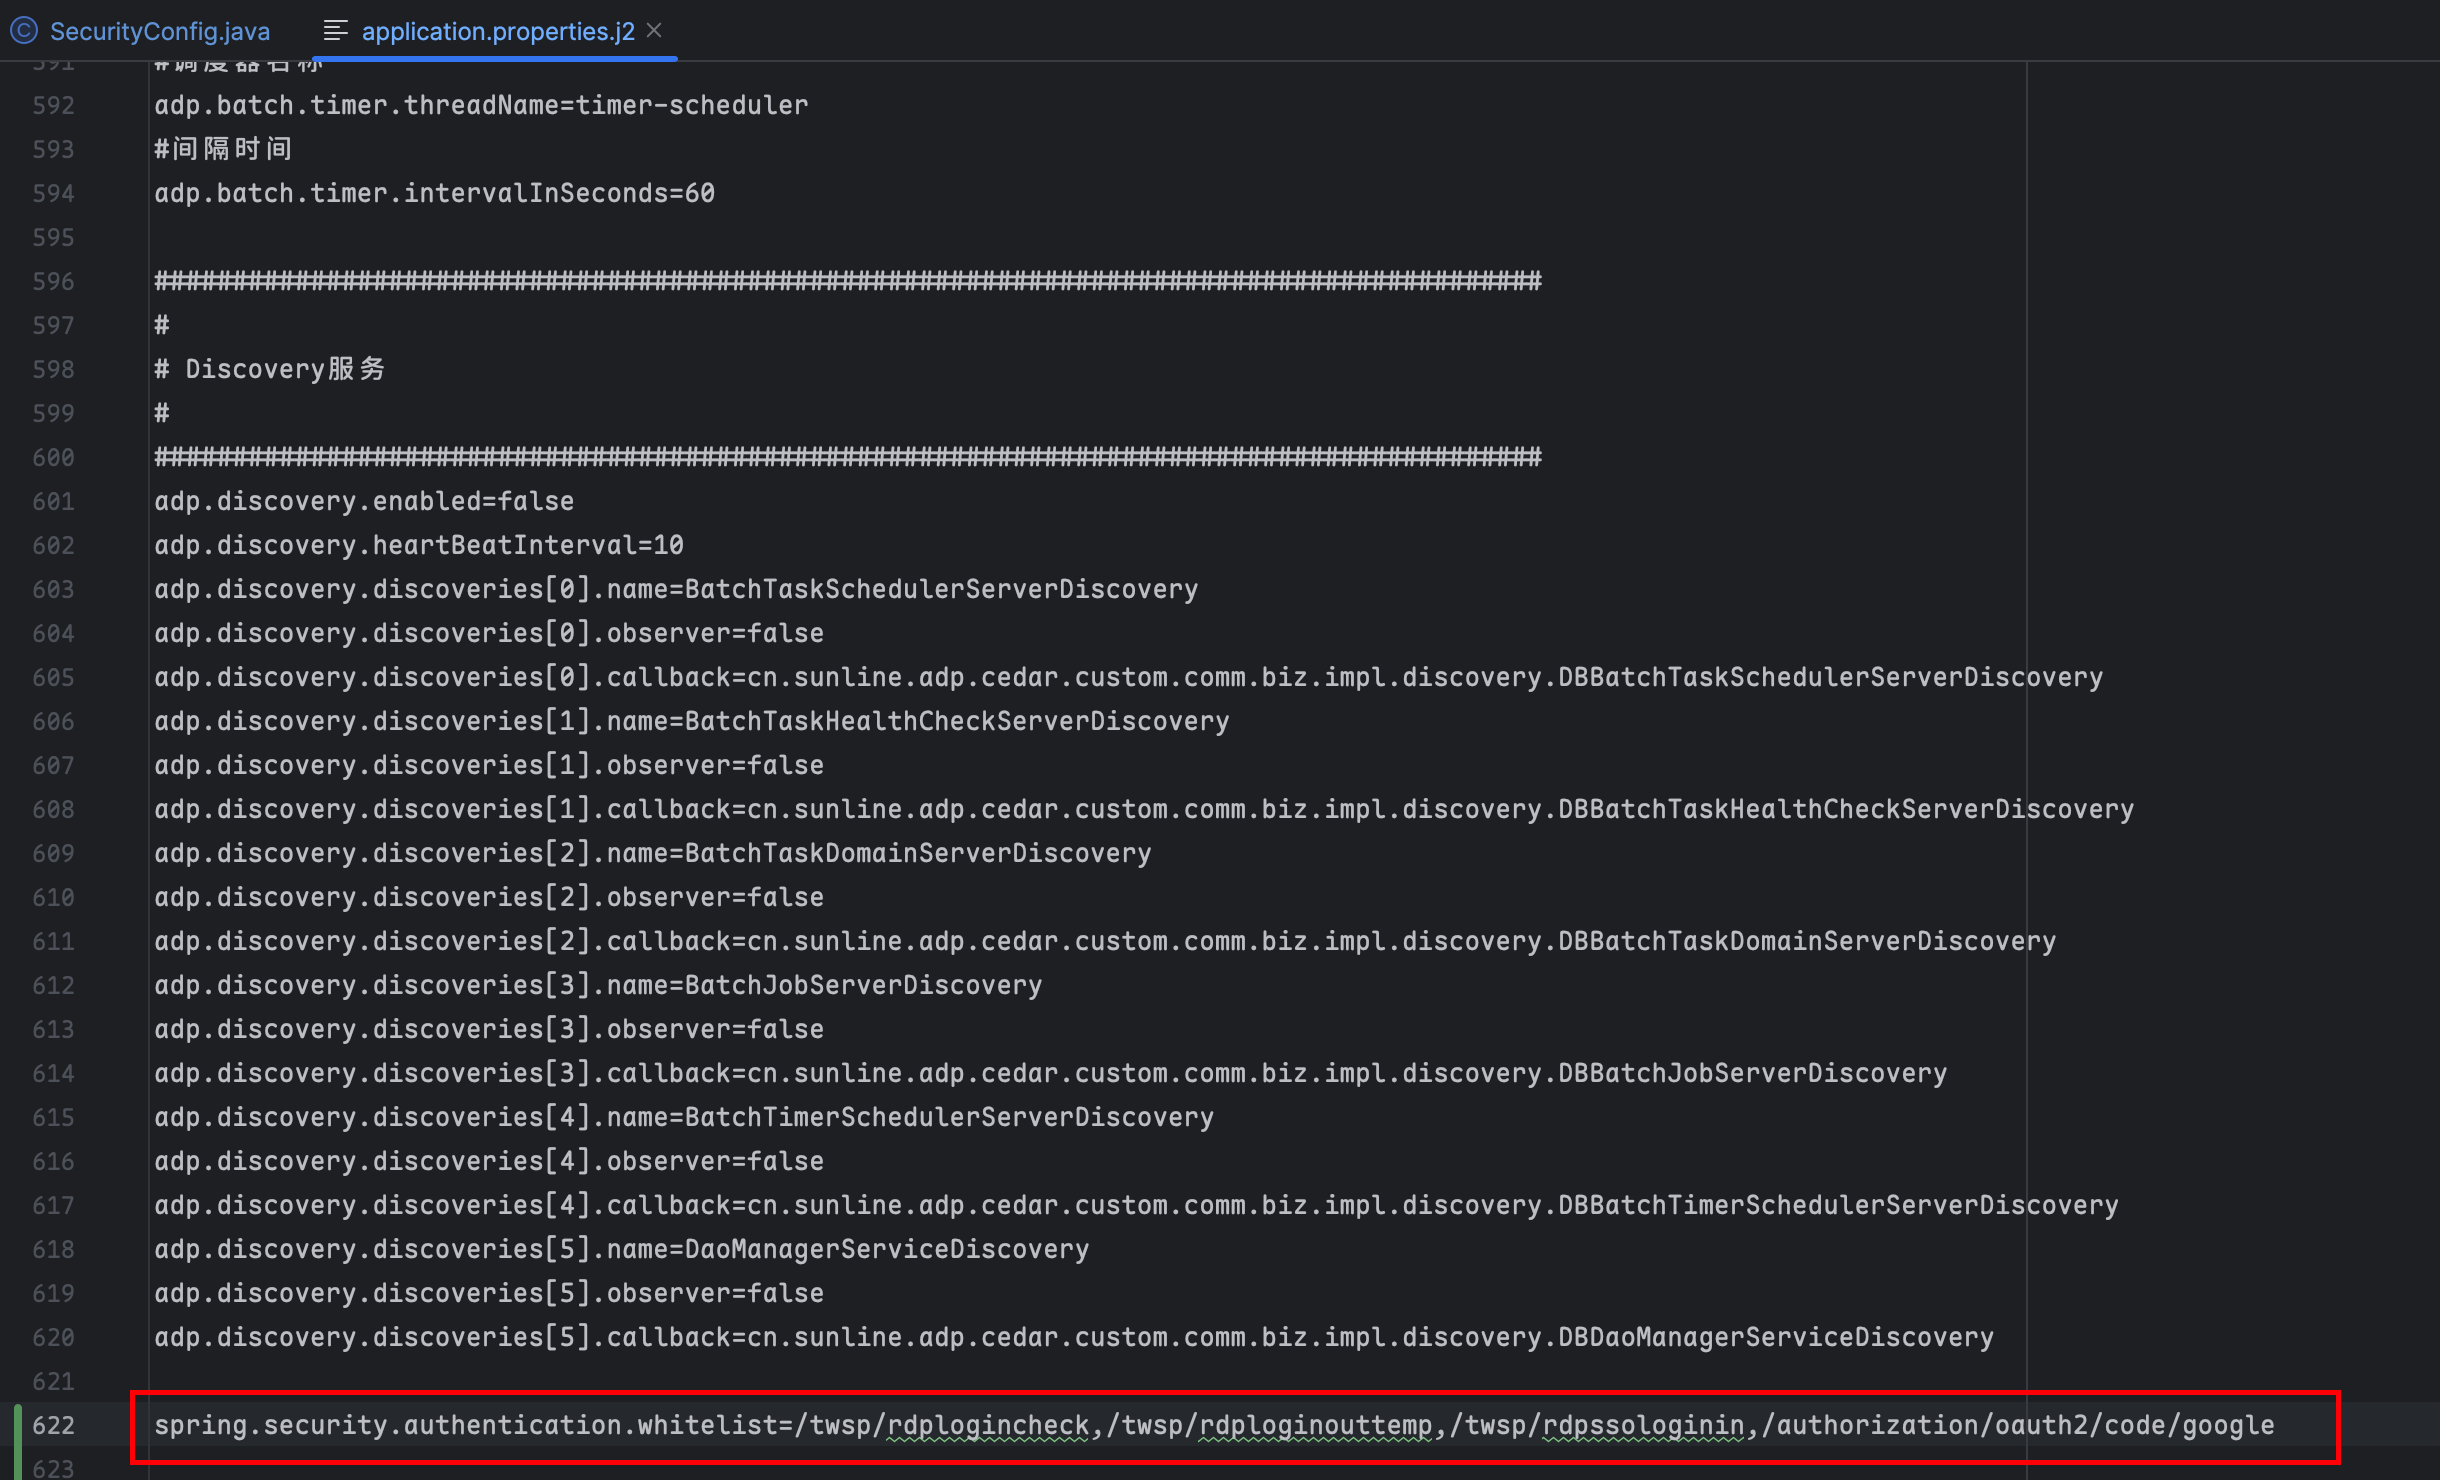 SecurityConfig.java
application.properties.j2
591 #调度器名称
592 adp.batch.timer.threadName=timer-scheduler
593 #间隔时间
594 adp.batch.timer.intervalInSeconds=60
595
596 #########################################################################################
597 #
598 # Discovery服务
599 #
600 #########################################################################################
601 adp.discovery.enabled=false
602 adp.discovery.heartBeatInterval=10
603 adp.discovery.discoveries[0].name=BatchTaskSchedulerServerDiscovery
604 adp.discovery.discoveries[0].observer=false
605 adp.discovery.discoveries[0].callback=cn.sunline.adp.cedar.custom.comm.biz.impl.discovery.DBBatchTaskSchedulerServerDiscovery
606 adp.discovery.discoveries[1].name=BatchTaskHealthCheckServerDiscovery
607 adp.discovery.discoveries[1].observer=false
608 adp.discovery.discoveries[1].callback=cn.sunline.adp.cedar.custom.comm.biz.impl.discovery.DBBatchTaskHealthCheckServerDiscovery
609 adp.discovery.discoveries[2].name=BatchTaskDomainServerDiscovery
610 adp.discovery.discoveries[2].observer=false
611 adp.discovery.discoveries[2].callback=cn.sunline.adp.cedar.custom.comm.biz.impl.discovery.DBBatchTaskDomainServerDiscovery
612 adp.discovery.discoveries[3].name=BatchJobServerDiscovery
613 adp.discovery.discoveries[3].observer=false
614 adp.discovery.discoveries[3].callback=cn.sunline.adp.cedar.custom.comm.biz.impl.discovery.DBBatchJobServerDiscovery
615 adp.discovery.discoveries[4].name=BatchTimerSchedulerServerDiscovery
616 adp.discovery.discoveries[4].observer=false
617 adp.discovery.discoveries[4].callback=cn.sunline.adp.cedar.custom.comm.biz.impl.discovery.DBBatchTimerSchedulerServerDiscovery
618 adp.discovery.discoveries[5].name=DaoManagerServiceDiscovery
619 adp.discovery.discoveries[5].observer=false
620 adp.discovery.discoveries[5].callback=cn.sunline.adp.cedar.custom.comm.biz.impl.discovery.DBDaoManagerServiceDiscovery
621
622 spring.security.authentication.whitelist=/twsp/rdplogincheck,/twsp/rdploginouttemp,/twsp/rdpssologinin,/authorization/oauth2/code/google
623